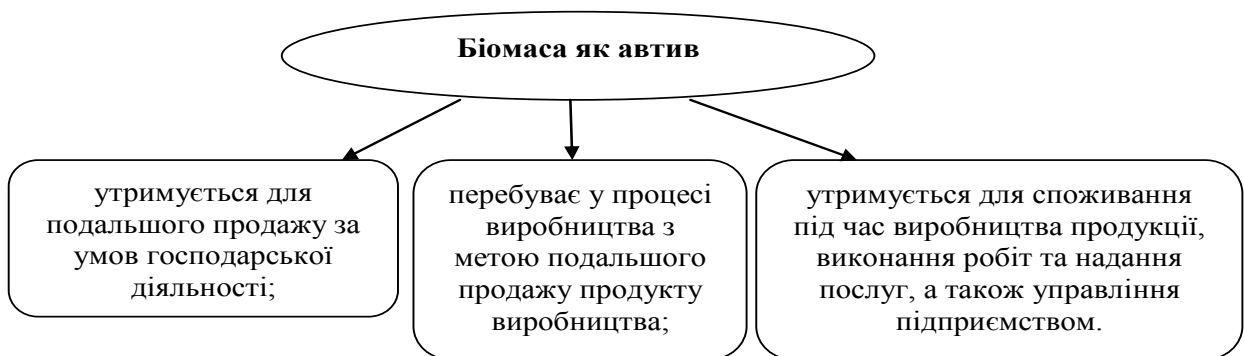 Біомаса як автив
утримується для
подальшого продажу за
умов господарської
діяльності;
перебуває у процесі
виробництва з
метою подальшого
продажу продукту
виробництва;
утримується для споживання
під час виробництва продукції,
виконання робіт та надання
послуг, а також управління
підприємством.